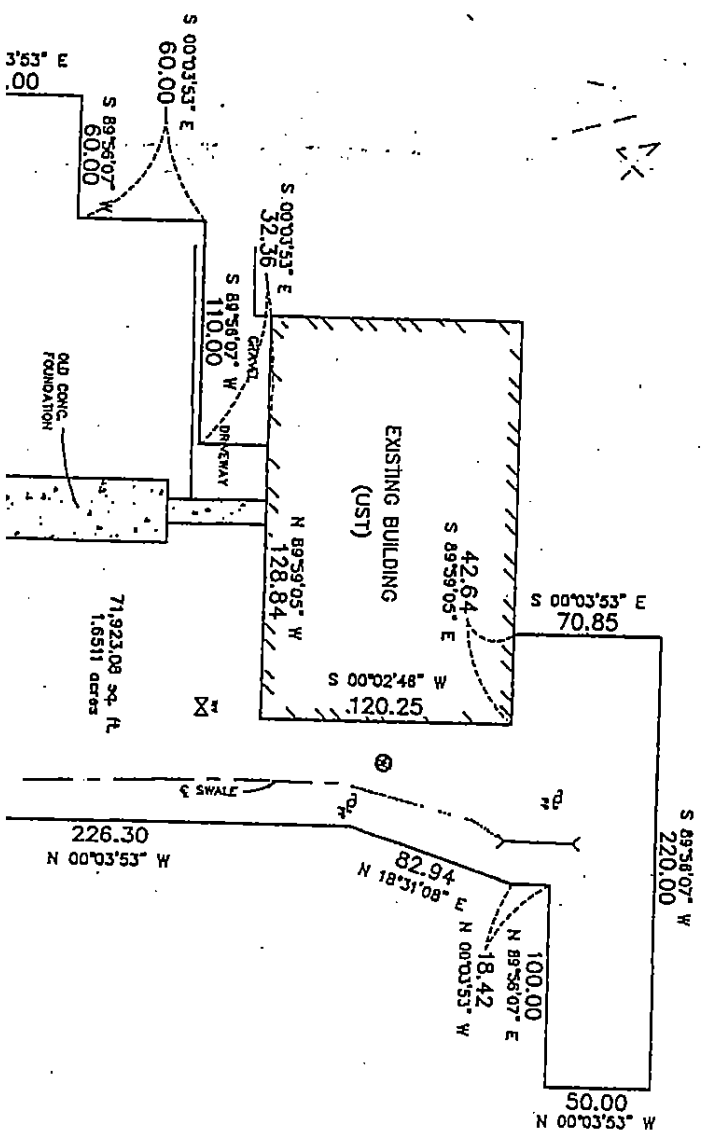 3'53" E
.00
S 89°56'07" W
60.00
S 00°03'53" E
60.00
S 00°03'53" E
32.36
S 89°56'07" W
110.00
GRAVEL
DRIVEWAY
OLD CONC.
FOUNDATION
EXISTING BUILDING
(UST)
N 89°59'05" W
128.84
42.64
S 89°59'05" E
S 00°03'53" E
70.85
S 00°02'46" W
120.25
71,923.08 sq. ft.
1.6511 acres
℄ SWALE
226.30
N 00°03'53" W
82.94
N 18°31'08" E
S 89°56'07" W
220.00
100.00
N 89°56'07" E
18.42
N 00°03'53" W
50.00
N 00°03'53" W